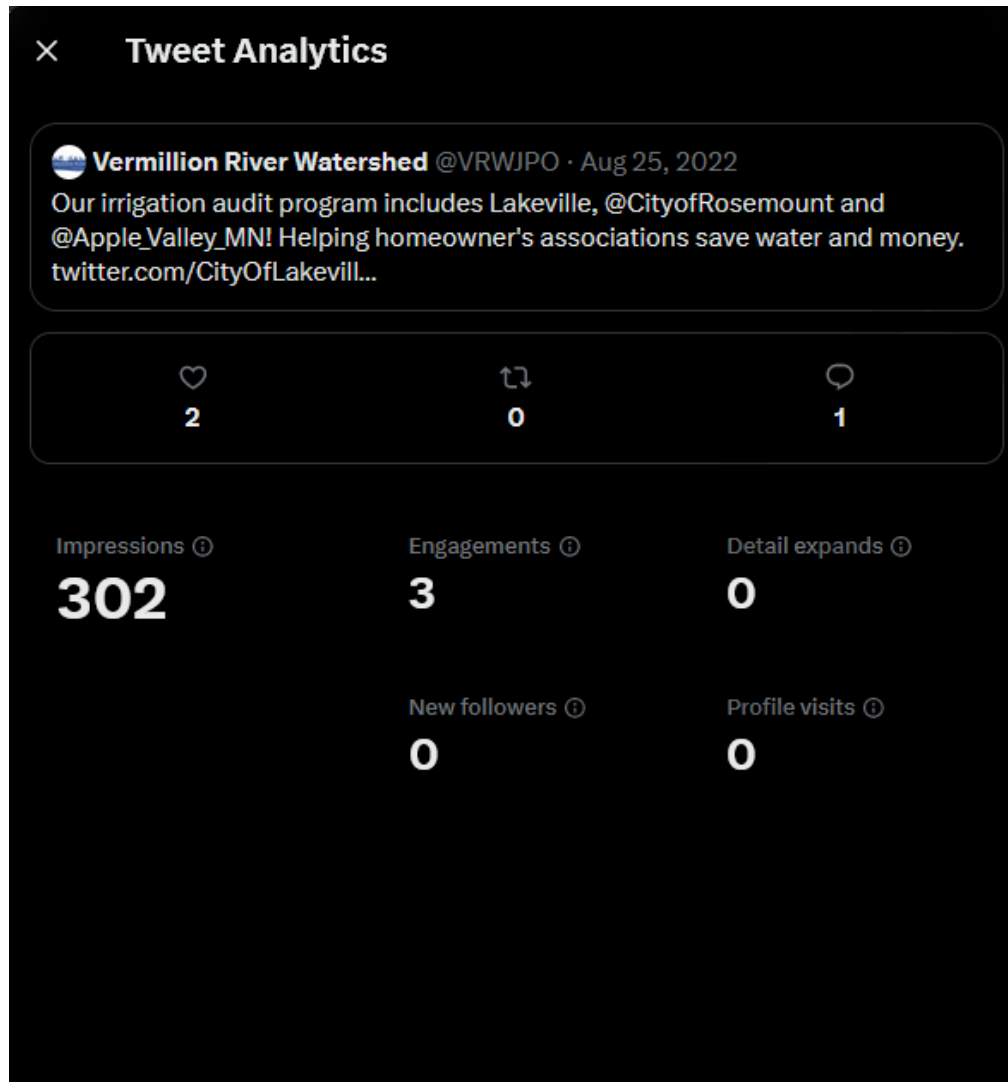 Tweet Analytics
Vermillion River Watershed @VRWJPO · Aug 25, 2022
Our irrigation audit program includes Lakeville, @CityofRosemount and
@Apple_Valley_MN! Helping homeowner's associations save water and money.
twitter.com/CityOfLakevill...
2 0 1
Impressions Engagements Detail expands
302 3 0
New followers Profile visits
0 0